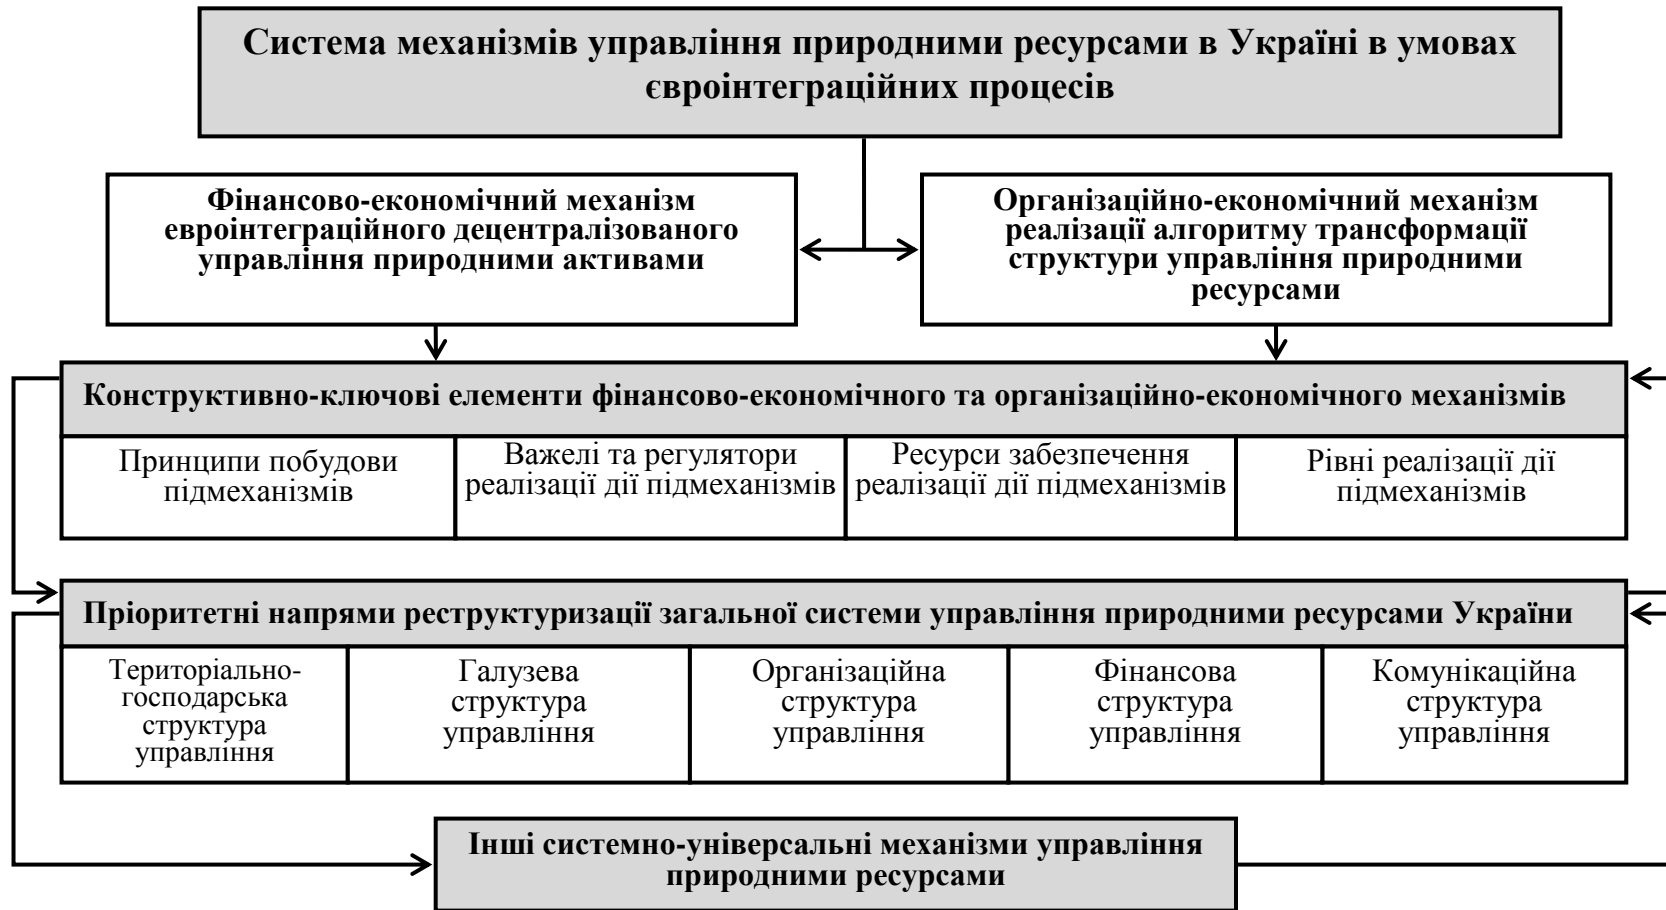 Система механізмів управління природними ресурсами в Україні в умовах
євроінтеграційних процесів
Фінансово-економічний механізм
евроінтеграційного децентралізованого
управління природними активами
Організаційно-економічний механізм
реалізації алгоритму трансформації
структури управління природними
ресурсами
Конструктивно-ключові елементи фінансово-економічного та організаційно-економічного механізмів
Принципи побудови
підмеханізмів
Важелі та регулятори
реалізації дії підмеханізмів
Ресурси забезпечення
реалізації дії підмеханізмів
Рівні реалізації дії
підмеханізмів
Пріоритетні напрями реструктуризації загальної системи управління природними ресурсами України
Територіально-
господарська
структура
управління
Галузева
структура
управління
Організаційна
структура
управління
Фінансова
структура
управління
Комунікаційна
структура
управління
Інші системно-універсальні механізми управління
природними ресурсами